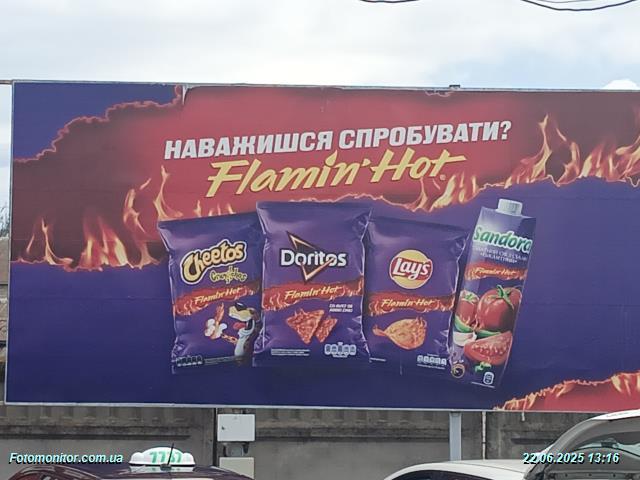 НАВАЖИШСЯ СПРОБУВАТИ?
Flamin' Hot
Cheetos
Flamin' Hot
Doritos
Flamin' Hot
Lay's
Flamin' Hot
Sandora
Flamin' Hot
Fotomonitor.com.ua
22.06.2025 13:16